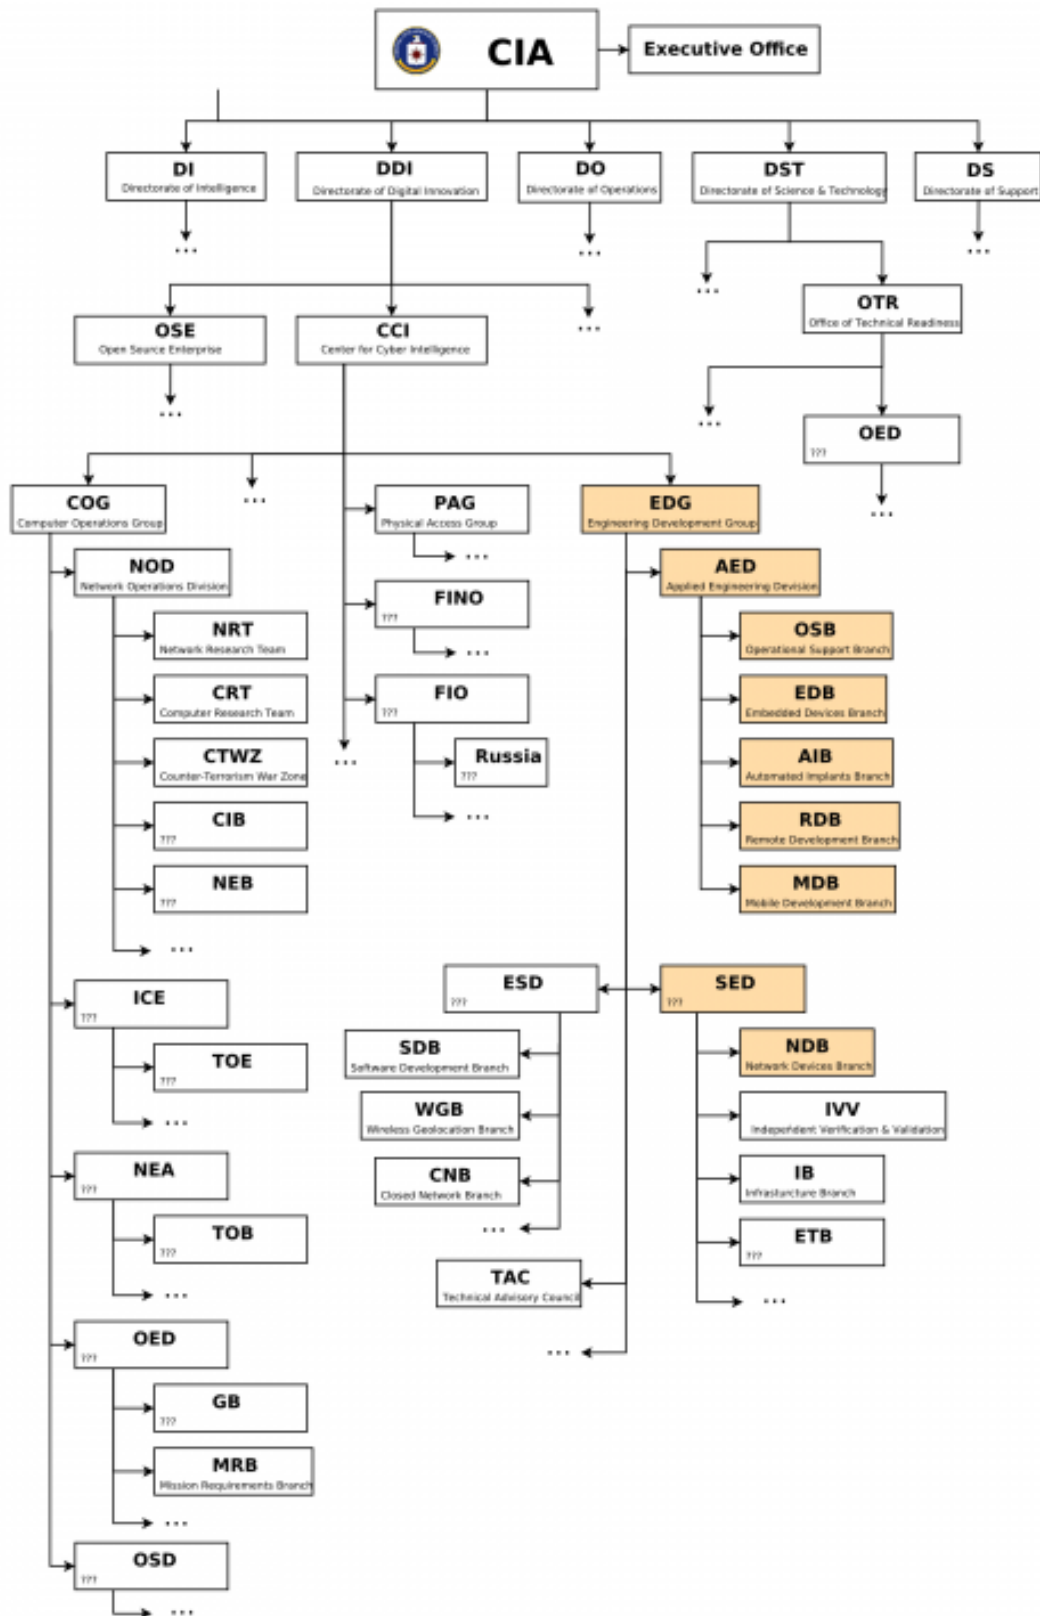 CIA
Executive Office
DI
Directorate of Intelligence
DDI
Directorate of Digital Innovation
DO
Directorate of Operations
DST
Directorate of Science & Technology
DS
Directorate of Support
...
...
...
...
OTR
Office of Technical Readiness
OSE
Open Source Enterprise
CCI
Center for Cyber Intelligence
...
...
...
OED
???
...
COG
Computer Operations Group
...
PAG
Physical Access Group
...
EDG
Engineering Development Group
NOD
Network Operations Division
NRT
Network Research Team
CRT
Computer Research Team
CTWZ
Counter-Terrorism War Zone
CIB
???
NEB
???
...
FINO
???
...
FIO
???
Russia
???
...
...
AED
Applied Engineering Devision
OSB
Operational Support Branch
EDB
Embedded Devices Branch
AIB
Automated Implants Branch
RDB
Remote Development Branch
MDB
Mobile Development Branch
ICE
???
TOE
???
...
NEA
???
TOB
???
...
OED
???
GB
???
MRB
Mission Requirements Branch
...
OSD
???
...
ESD
???
SDB
Software Development Branch
WGB
Wireless Geolocation Branch
CNB
Closed Network Branch
...
TAC
Technical Advisory Council
...
SED
???
NDB
Network Devices Branch
IVV
Independent Verification & Validation
IB
Infrasturcture Branch
ETB
???
...